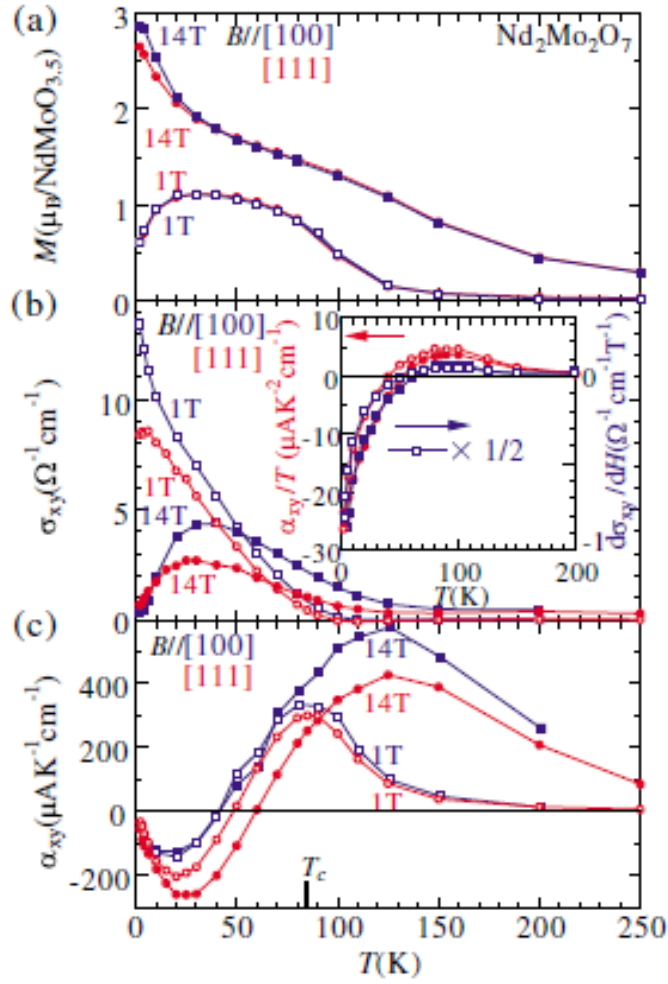 (a)
3
14T
B//[100]
Nd₂Mo₂O₇
[111]
2
14T
1T
1
1T
M(μB/NdMoO3.5)
0
(b)
B//[100]
[111]
10
1T
1T
5
14T
14T
σxy(Ω⁻¹cm⁻¹)
0
10
0
-10
-20
-30
αxy/T (μAK⁻²cm⁻¹)
× 1/2
0
-1
dσxy/dH(Ω⁻¹cm⁻¹T⁻¹)
0
100
200
T(K)
(c)
B//[100]
[111]
14T
14T
1T
1T
400
200
0
-200
αxy(μAK⁻¹cm⁻¹)
Tc
0
50
100
150
200
250
T(K)